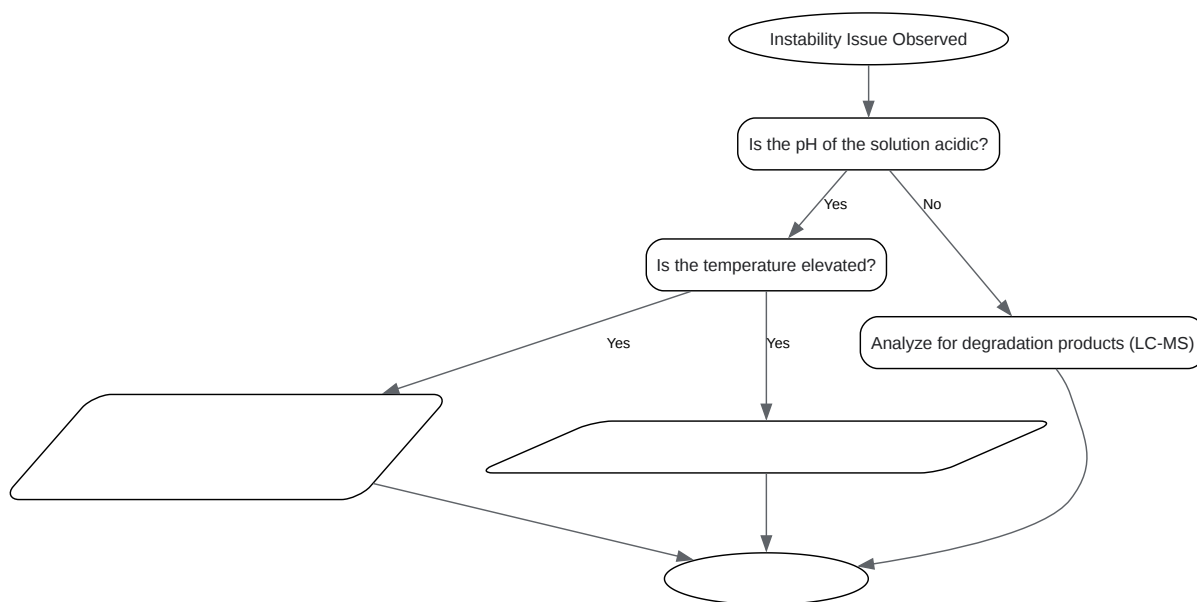 Instability Issue Observed
Is the pH of the solution acidic?
Yes
No
Is the temperature elevated?
Yes
Yes
Analyze for degradation products (LC-MS)